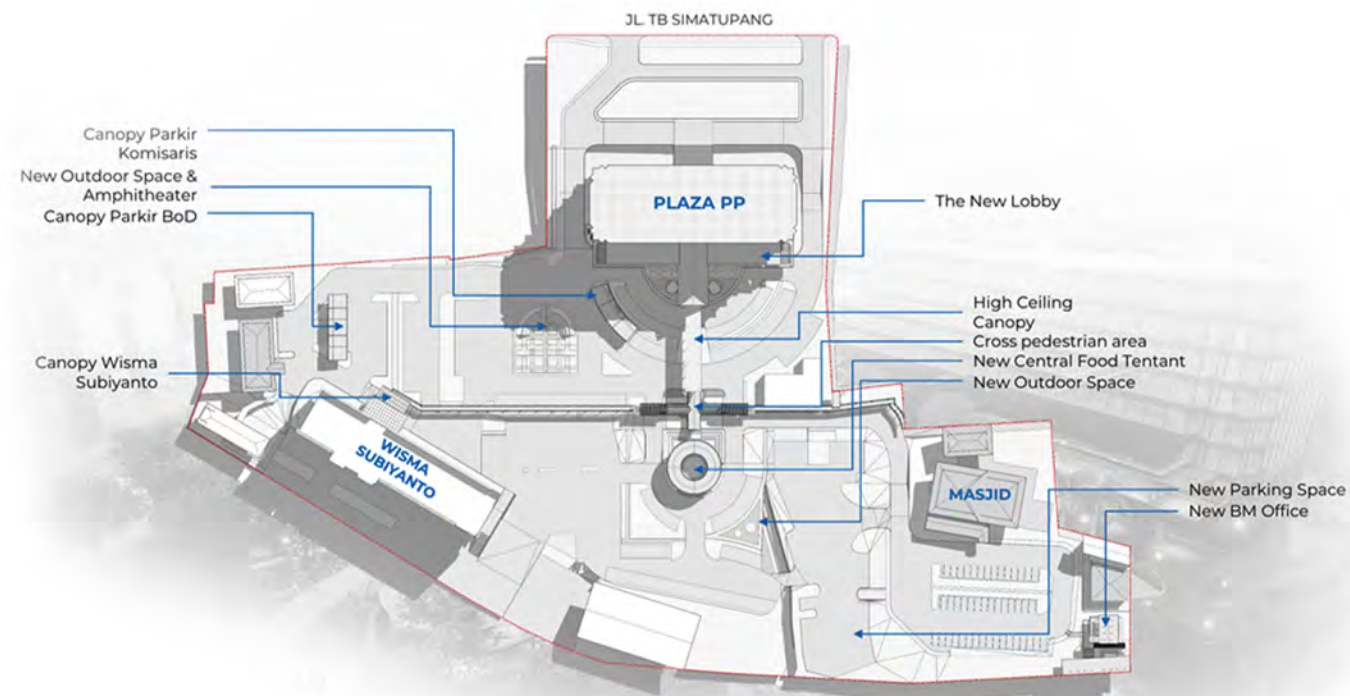 JL. TB SIMATUPANG
Canopy Parkir
Komisaris
New Outdoor Space &
Amphitheater
Canopy Parkir BoD
PLAZA PP
The New Lobby
High Ceiling
Canopy
Cross pedestrian area
New Central Food Tentant
New Outdoor Space
Canopy Wisma
Subiyanto
WISMA
SUBIYANTO
MASJID
New Parking Space
New BM Office